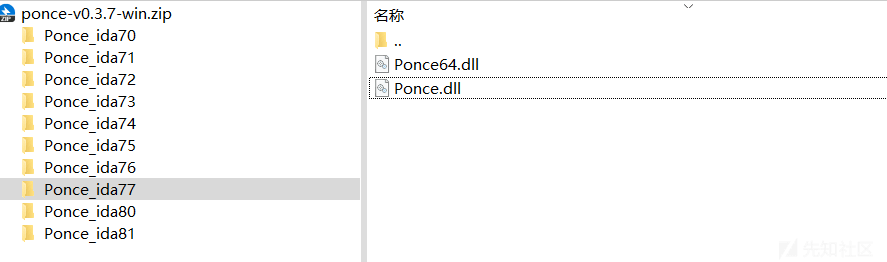 ponce-v0.3.7-win.zip
Ponce_ida70
Ponce_ida71
Ponce_ida72
Ponce_ida73
Ponce_ida74
Ponce_ida75
Ponce_ida76
Ponce_ida77
Ponce_ida80
Ponce_ida81
名称
..
Ponce64.dll
Ponce.dll
先知社区